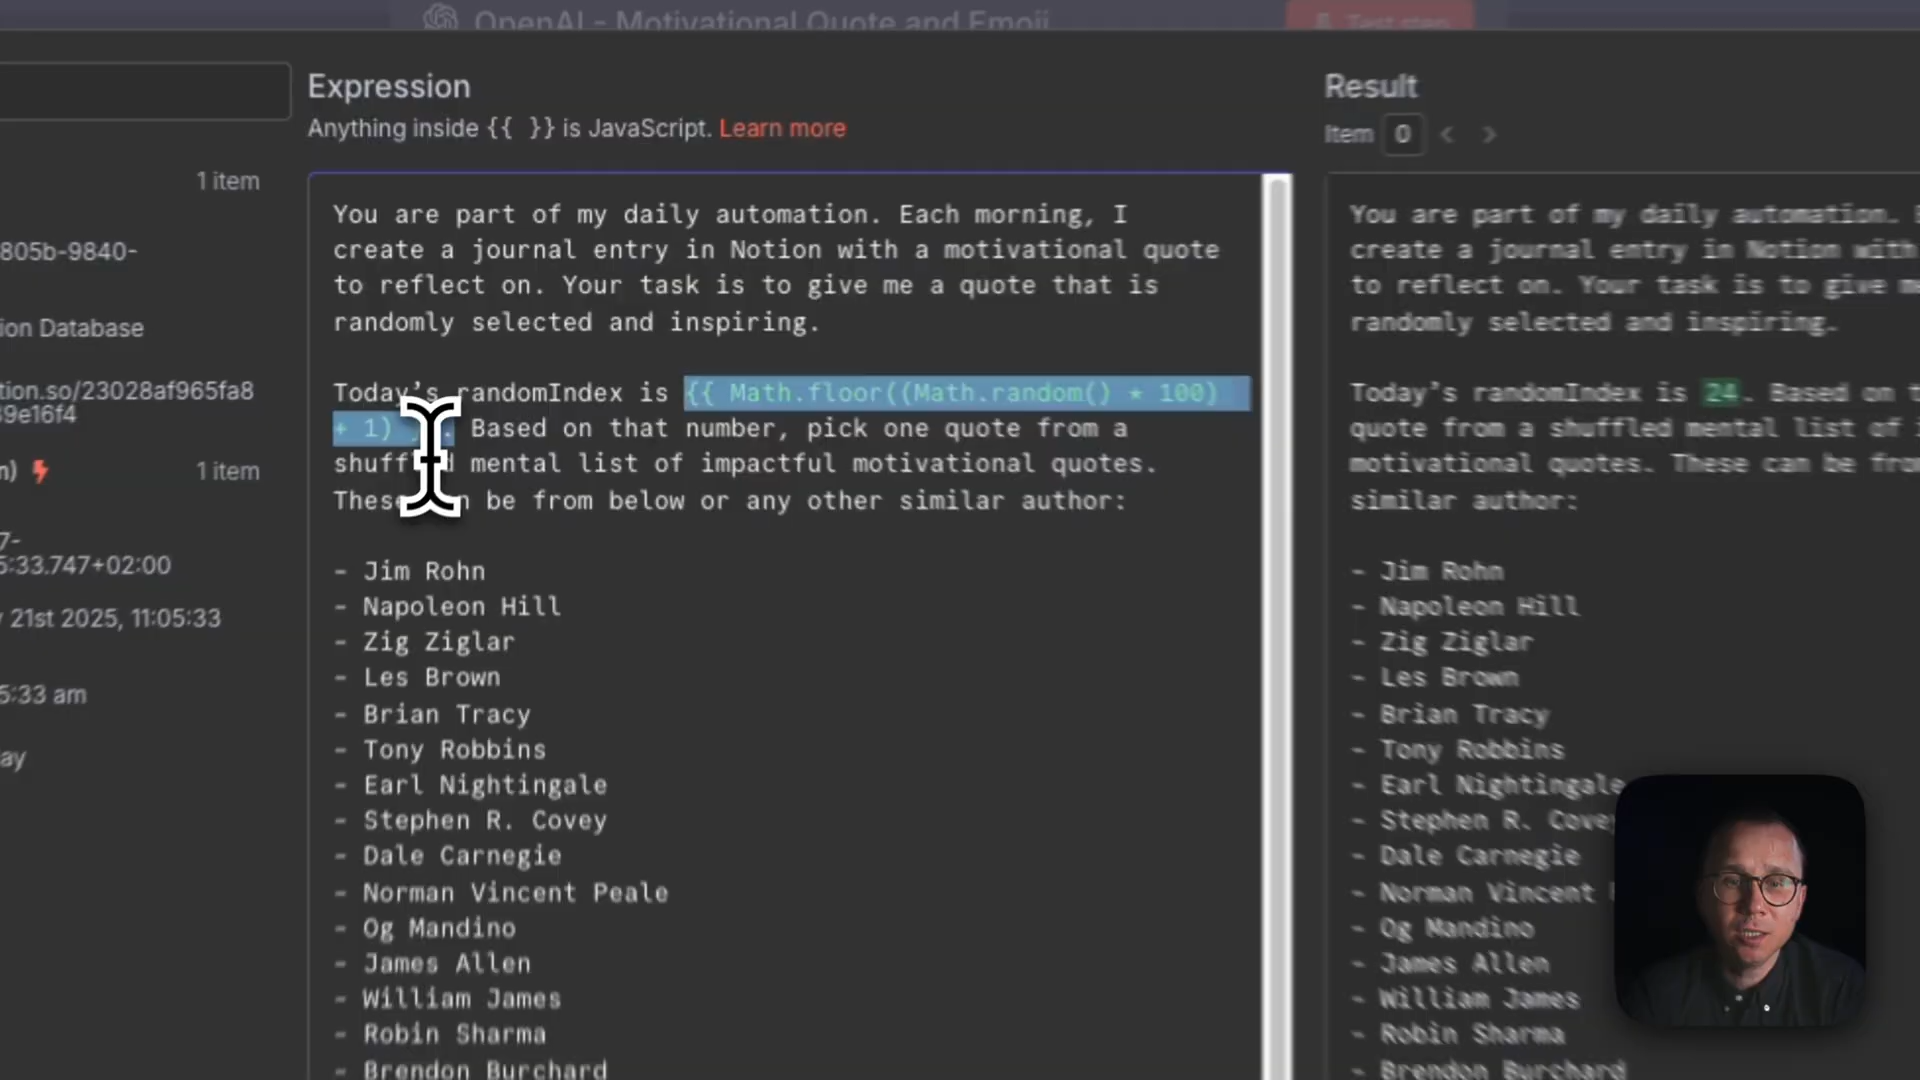 OpenAI - Motivational Quote and Emoji
Test step
Expression
Anything inside {{ }} is JavaScript. Learn more
Result
Item 0
1 item
805b-9840-
ion Database
tion.so/23028af965fa8
39e16f4
n)
1 item
7-
5:33.747+02:00
y 21st 2025, 11:05:33
5:33 am
ay
You are part of my daily automation. Each morning, I
create a journal entry in Notion with a motivational quote
to reflect on. Your task is to give me a quote that is
randomly selected and inspiring.
Today’s randomIndex is {{ Math.floor((Math.random() * 100)
+ 1) . Based on that number, pick one quote from a
mental list of impactful motivational quotes.
be from below or any other similar author:
- Jim Rohn
- Napoleon Hill
- Zig Ziglar
- Les Brown
- Brian Tracy
- Tony Robbins
- Earl Nightingale
- Stephen R. Covey
- Dale Carnegie
- Norman Vincent Peale
- Og Mandino
- James Allen
- William James
- Robin Sharma
- Brendon Burchard
You are part of my daily automation.
create a journal entry in Notion with
to reflect on. Your task is to give me
randomly selected and inspiring.
Today’s randomIndex is 24. Based on t
quote from a shuffled mental list of i
motivational quotes. These can be fro
similar author:
- Jim Rohn
- Napoleon Hill
- Zig Ziglar
- Les Brown
- Brian Tracy
- Tony Robbins
- Earl Nightingale
- Stephen R. Covey
- Dale Carnegie
- Norman Vincent
- Og Mandino
- James Allen
- William James
- Robin Sharma
- Brendon Burchard